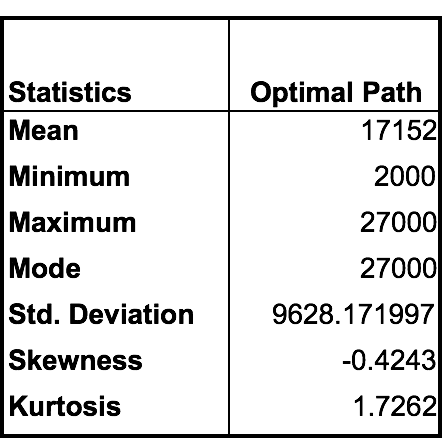 Statistics Optimal Path
Mean 17152
Minimum 2000
Maximum 27000
Mode 27000
Std. Deviation 9628.171997
Skewness -0.4243
Kurtosis 1.7262